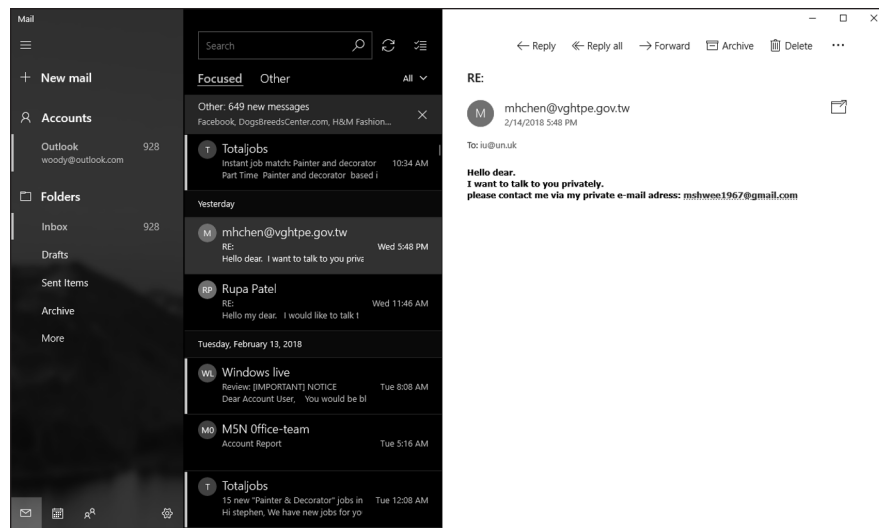 Mail
New mail
Accounts
Outlook 928
woody@outlook.com
Folders
Inbox 928
Drafts
Sent Items
Archive
More
Search
Focused Other All
Other: 649 new messages
Facebook, DogsBreedsCenter.com, H&M Fashion...
T Totaljobs
Instant job match: Painter and decorator 10:34 AM
Part Time Painter and decorator based i
Yesterday
M mhchen@vghtpe.gov.tw
RE: Wed 5:48 PM
Hello dear. I want to talk to you priva
RP Rupa Patel
RE: Wed 11:46 AM
Hello my dear. I would like to talk t
Tuesday, February 13, 2018
WL Windows live
Review: [IMPORTANT] NOTICE Tue 8:08 AM
Dear Account User, You would be bl
M0 M5N 0ffice-team
Account Report Tue 5:16 AM
T Totaljobs
15 new "Painter & Decorator" jobs in Tue 12:08 AM
Hi stephen, We have new jobs for yo
Reply Reply all Forward Archive Delete ...
RE:
M mhchen@vghtpe.gov.tw
2/14/2018 5:48 PM
To: iu@un.uk
Hello dear.
I want to talk to you privately.
please contact me via my private e-mail adress: mshwee1967@gmail.com